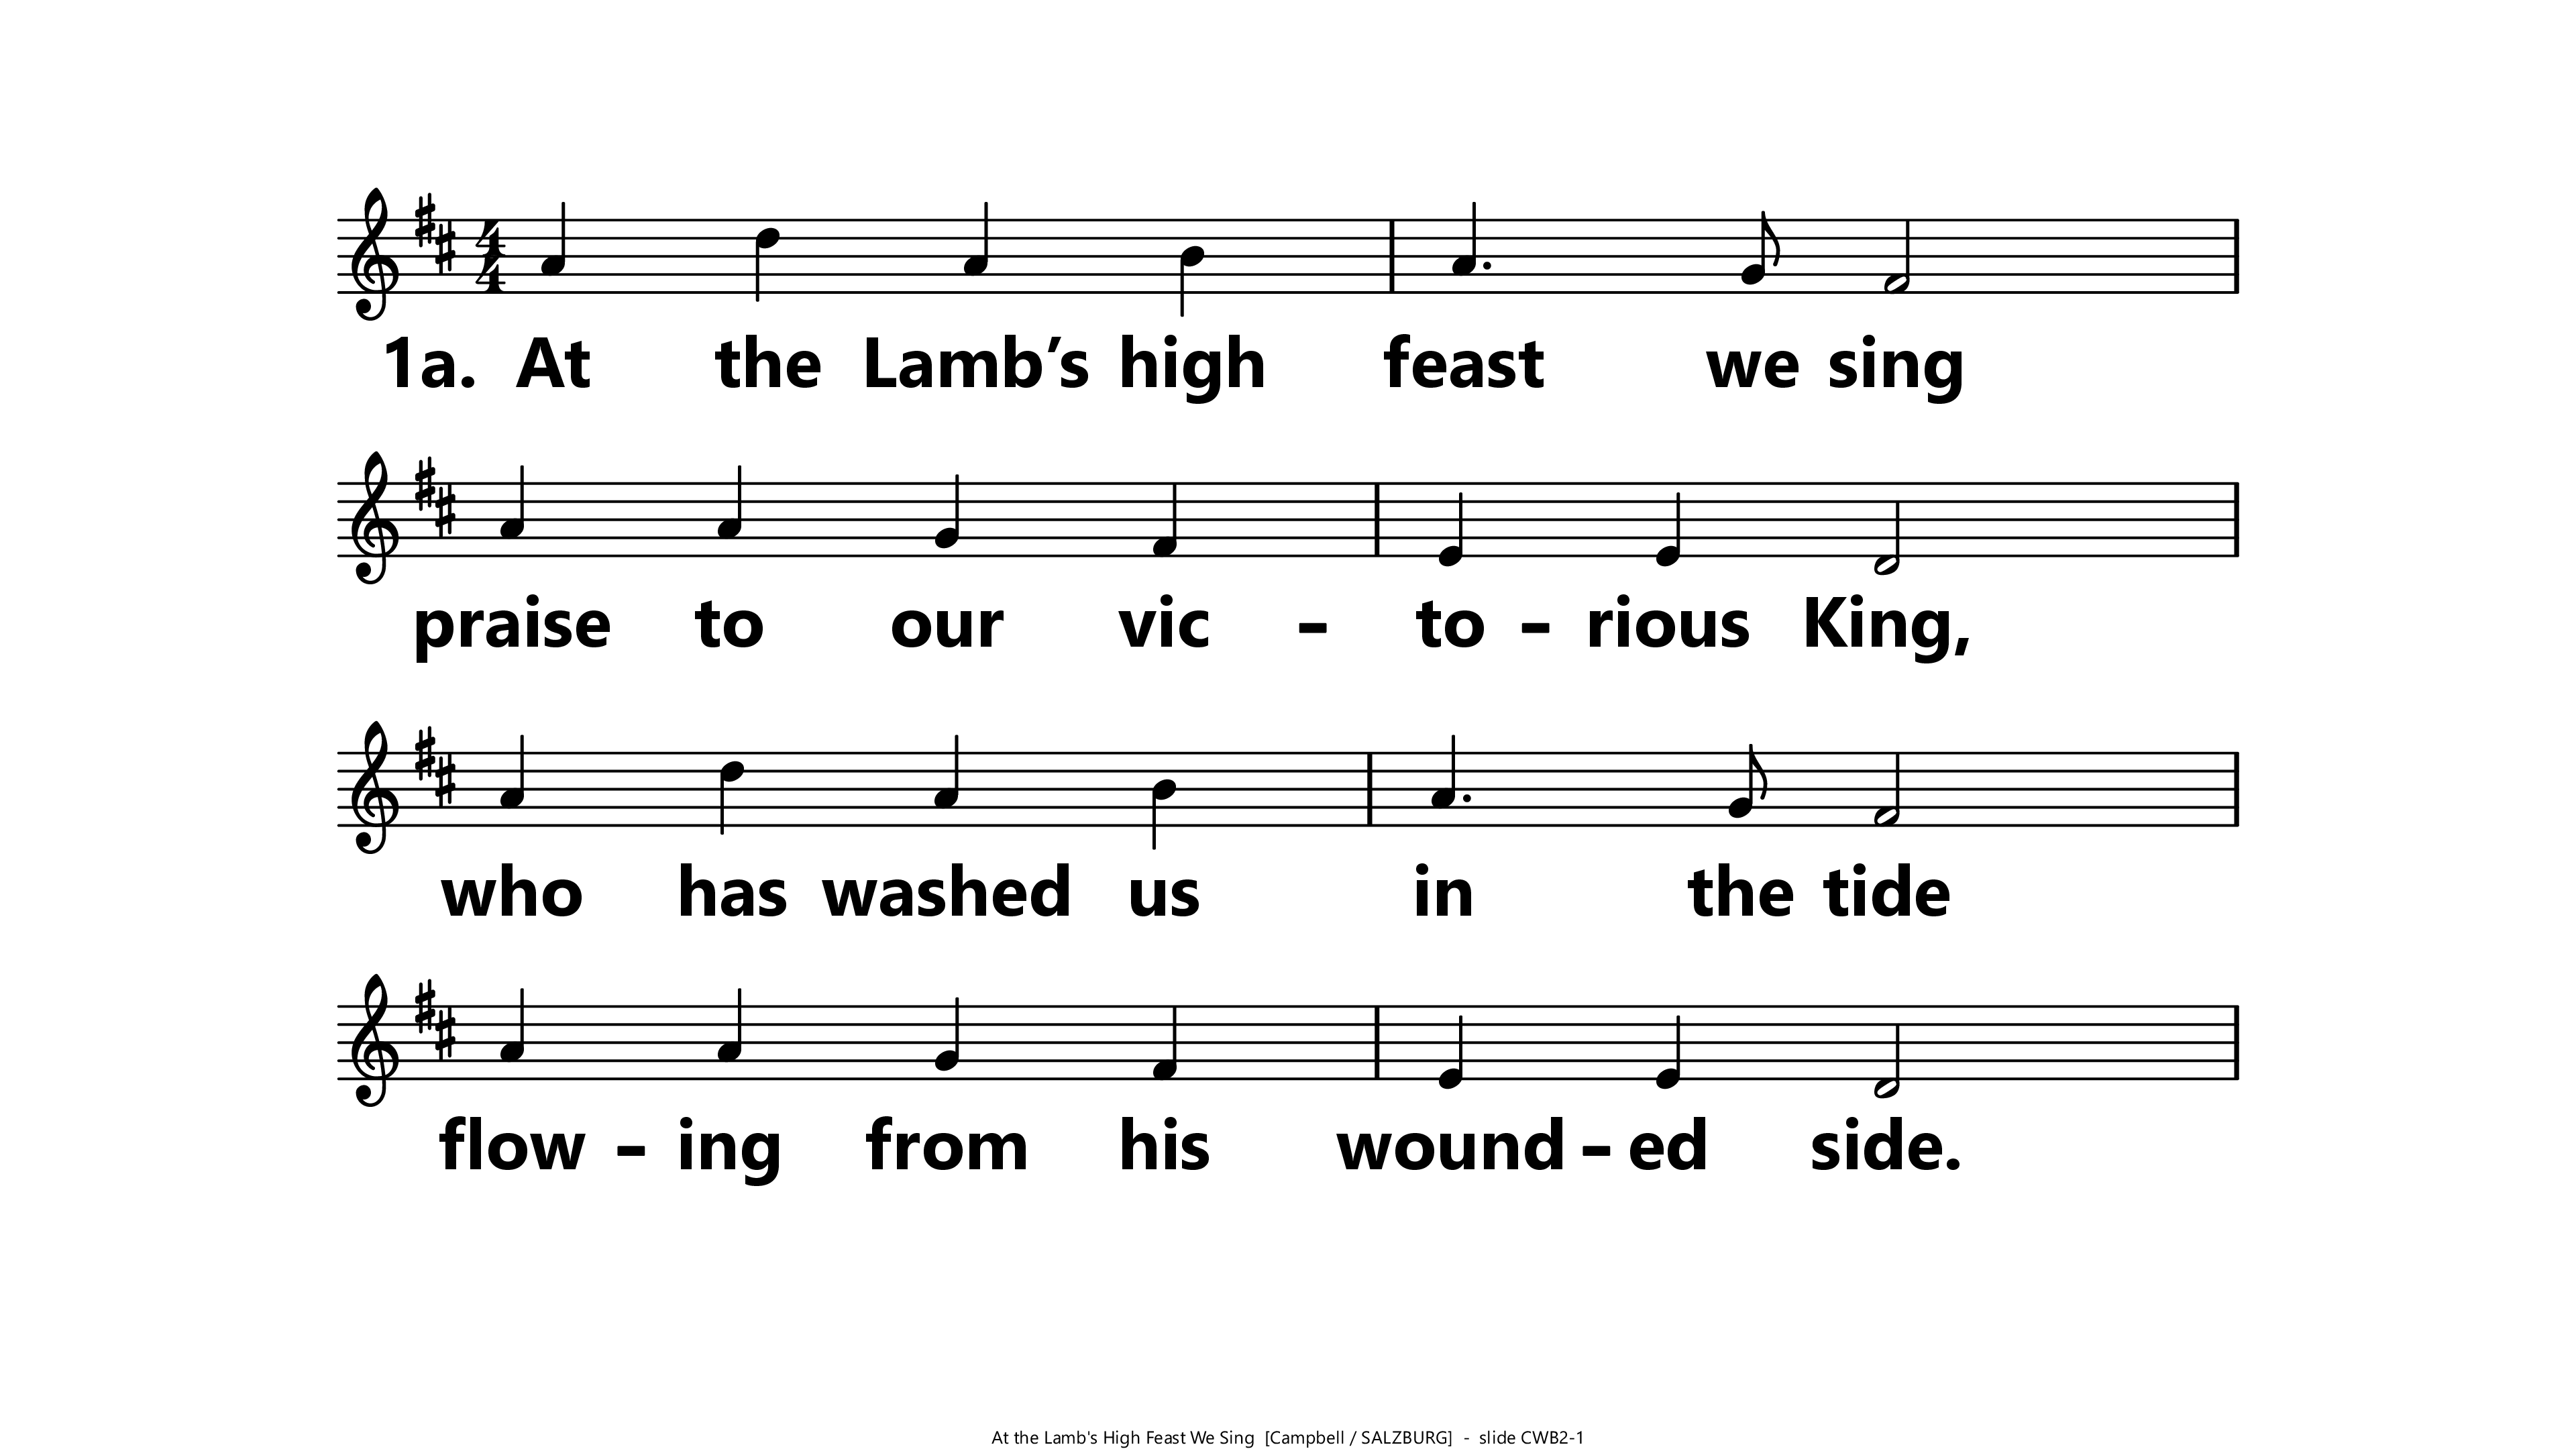 1a. At the Lamb’s high feast we sing
praise to our vic - to - rious King,
who has washed us in the tide
flow - ing from his wound - ed side.
At the Lamb's High Feast We Sing [Campbell / SALZBURG] - slide CWB2-1